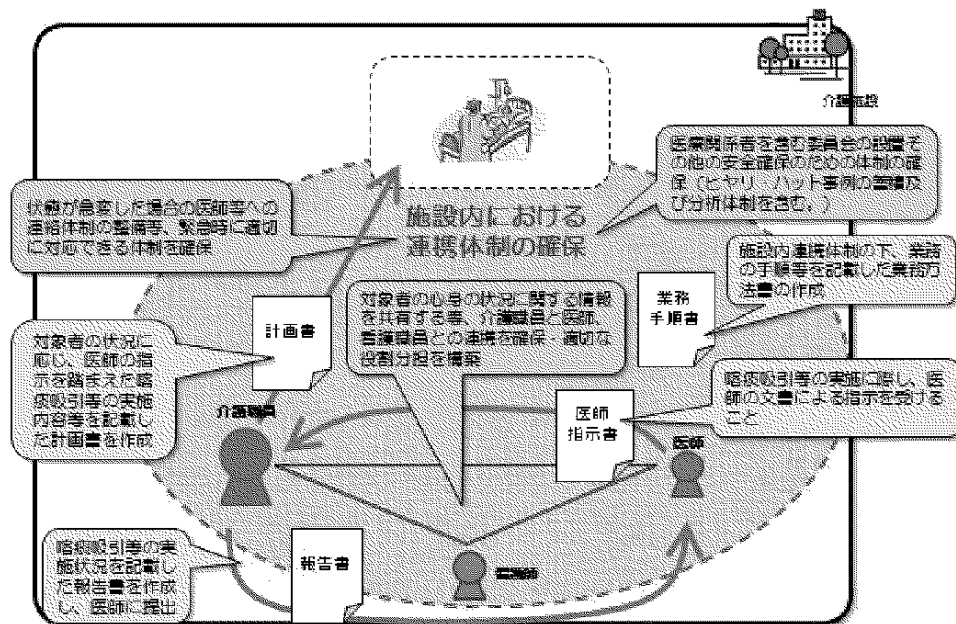 介護施設
医療関係者を含む委員会の設置そ
の他の安全確保のための体制の確
保（ヒヤリ・ハット事例の蓄積及
び分析体制を含む。）
状態が急変した場合の医師等への
連絡体制の整備等、緊急時に適切
に対応できる体制を確保
施設内における
連携体制の確保
施設内連携体制の下、業務
の手順等を記載した業務方
法書の作成
計画書
対象者の心身の状況に関する情報
を共有する等、介護職員と医師、
看護職員との連携を確保・適切な
役割分担を構築
業務
手順書
対象者の状況に
応じ、医師の指
示を踏まえた喀
痰吸引等の実施
内容等を記載し
た計画書を作成
喀痰吸引等の実施に際し、医
師の文書による指示を受けるこ
と
介護職員
医師
指示書
医師
喀痰吸引等の実
施状況を記載し
た報告書を作成
し、医師に提出
報告書
看護師